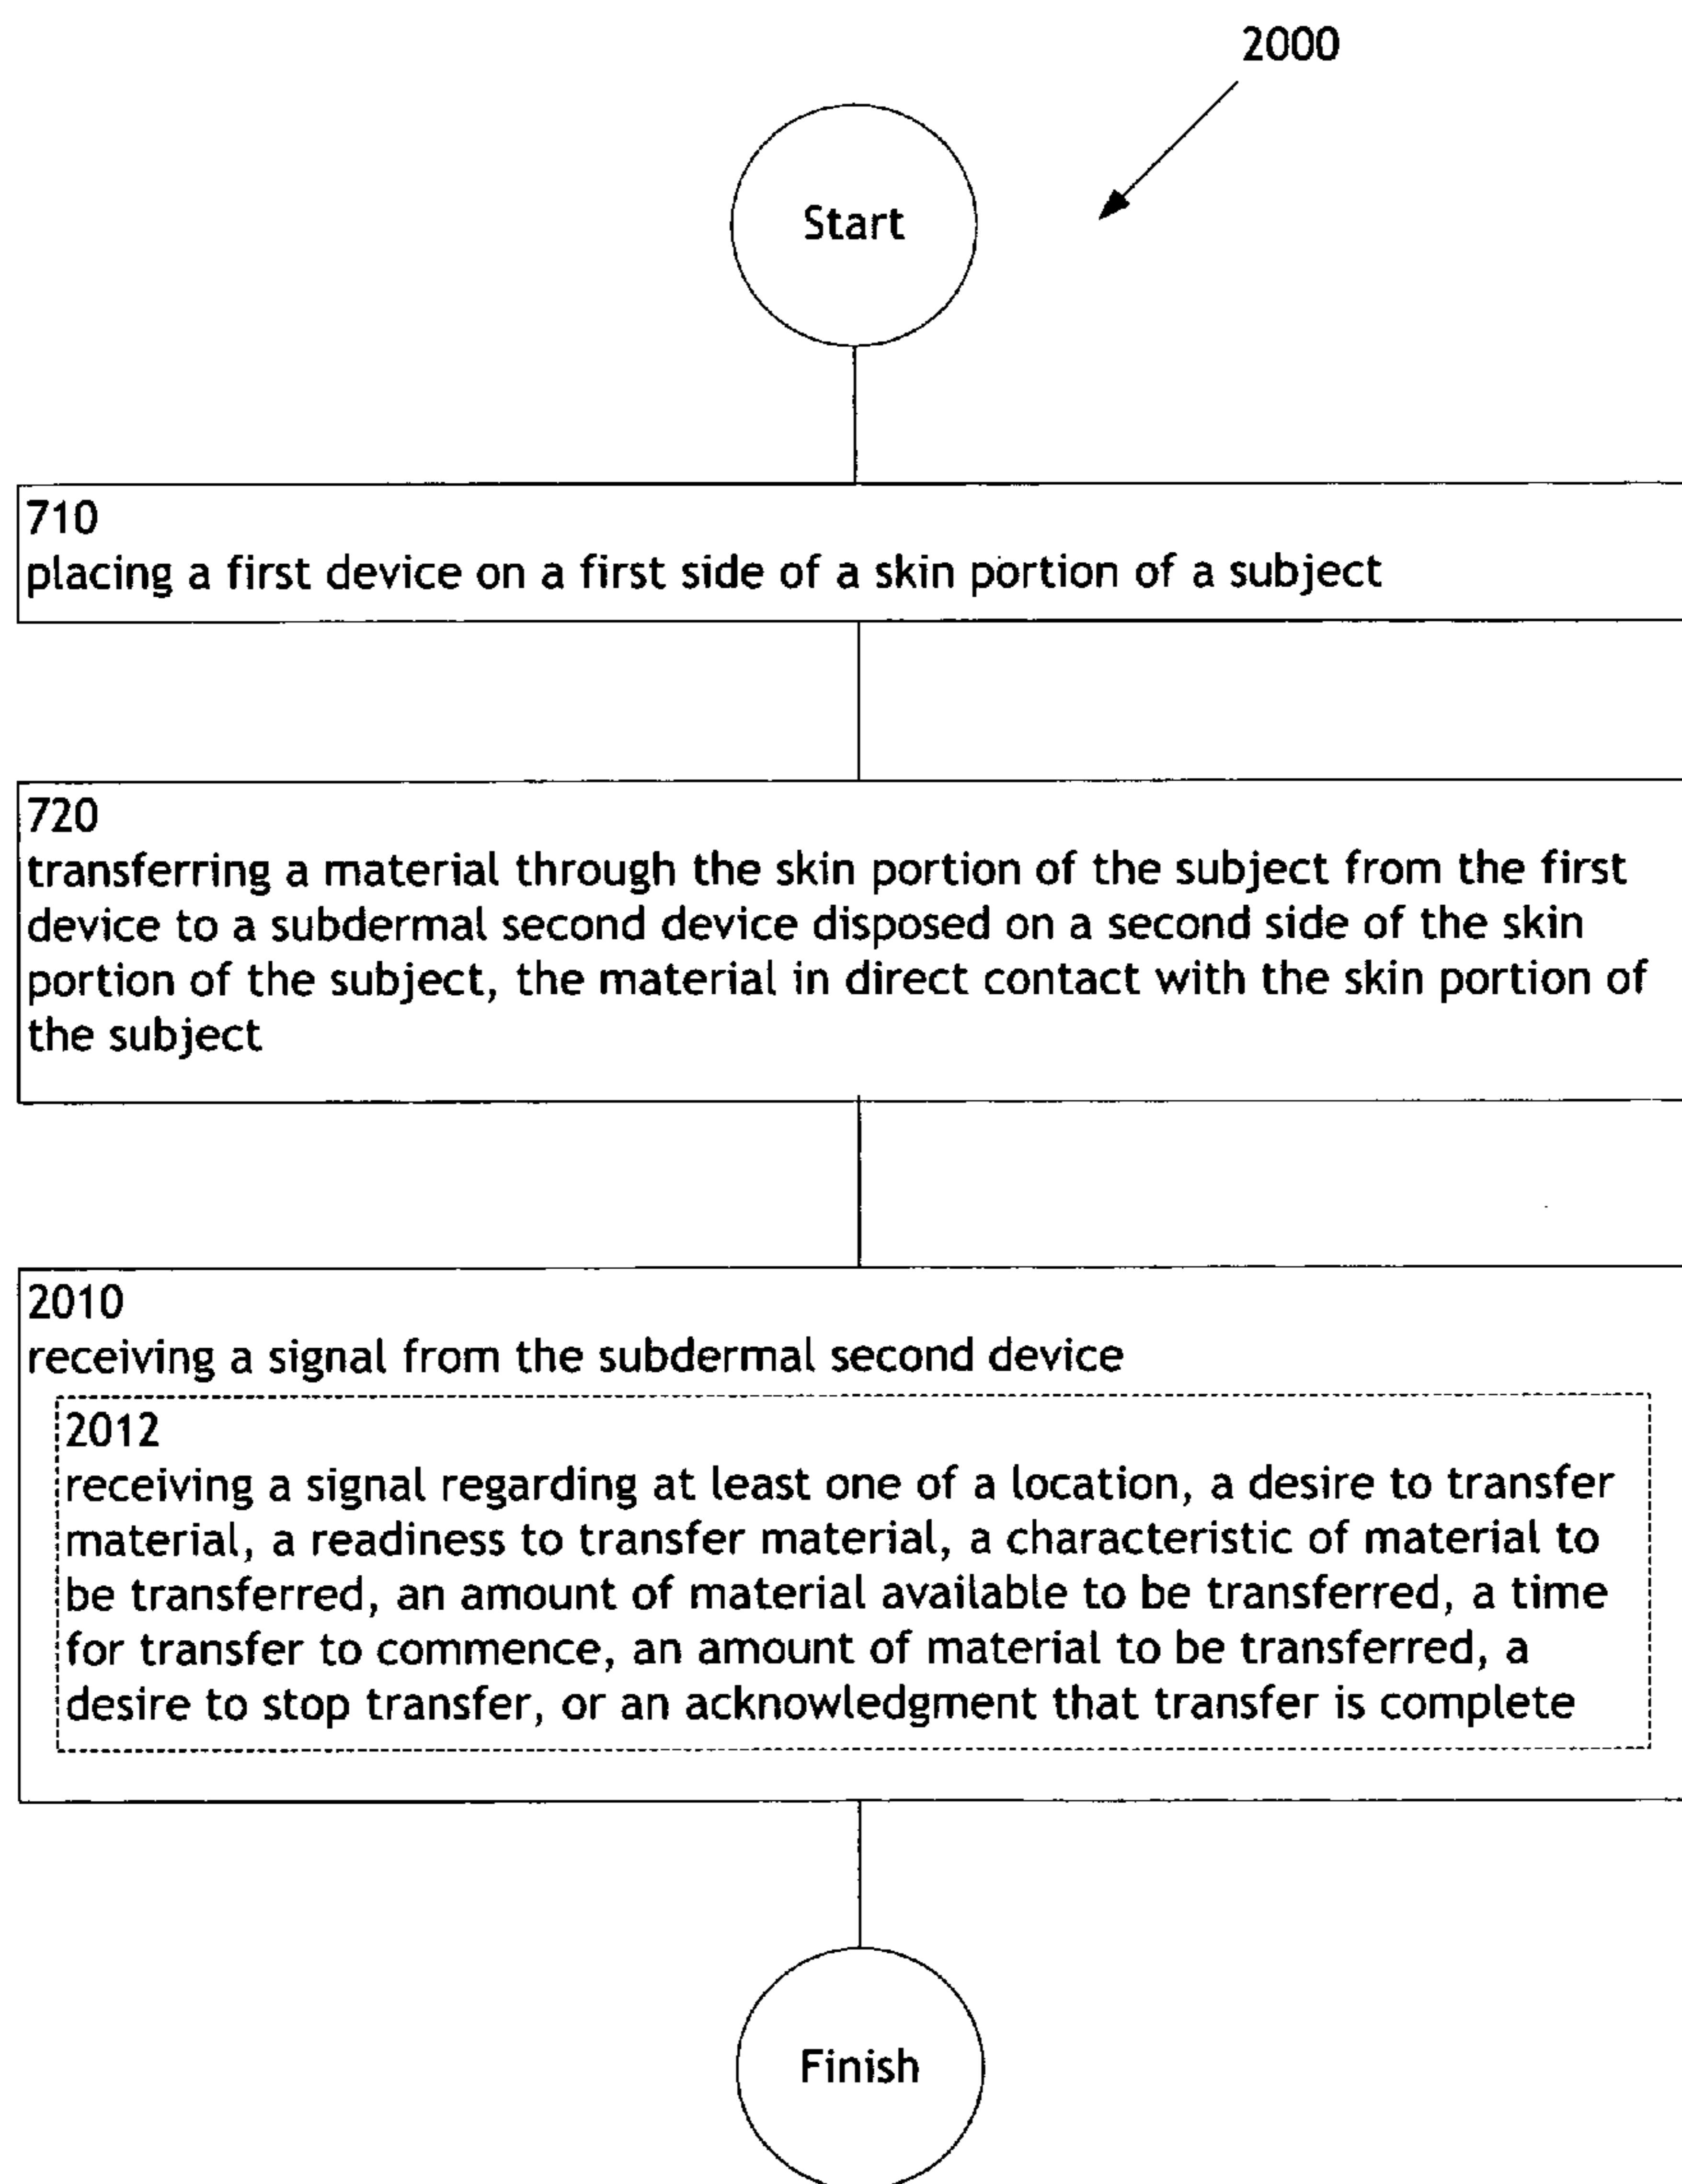 2000
Start
710
placing a first device on a first side of a skin portion of a subject
720
transferring a material through the skin portion of the subject from the first
device to a subdermal second device disposed on a second side of the skin
portion of the subject, the material in direct contact with the skin portion of
the subject
2010
receiving a signal from the subdermal second device
2012
receiving a signal regarding at least one of a location, a desire to transfer
material, a readiness to transfer material, a characteristic of material to
be transferred, an amount of material available to be transferred, a time
for transfer to commence, an amount of material to be transferred, a
desire to stop transfer, or an acknowledgment that transfer is complete
Finish